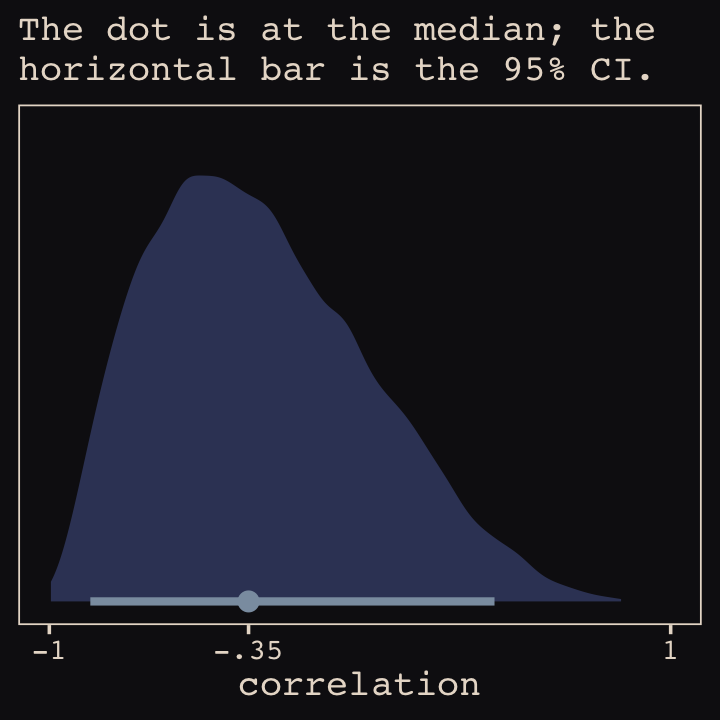 The dot is at the median; the
horizontal bar is the 95% CI.
−1
−.35
1
correlation